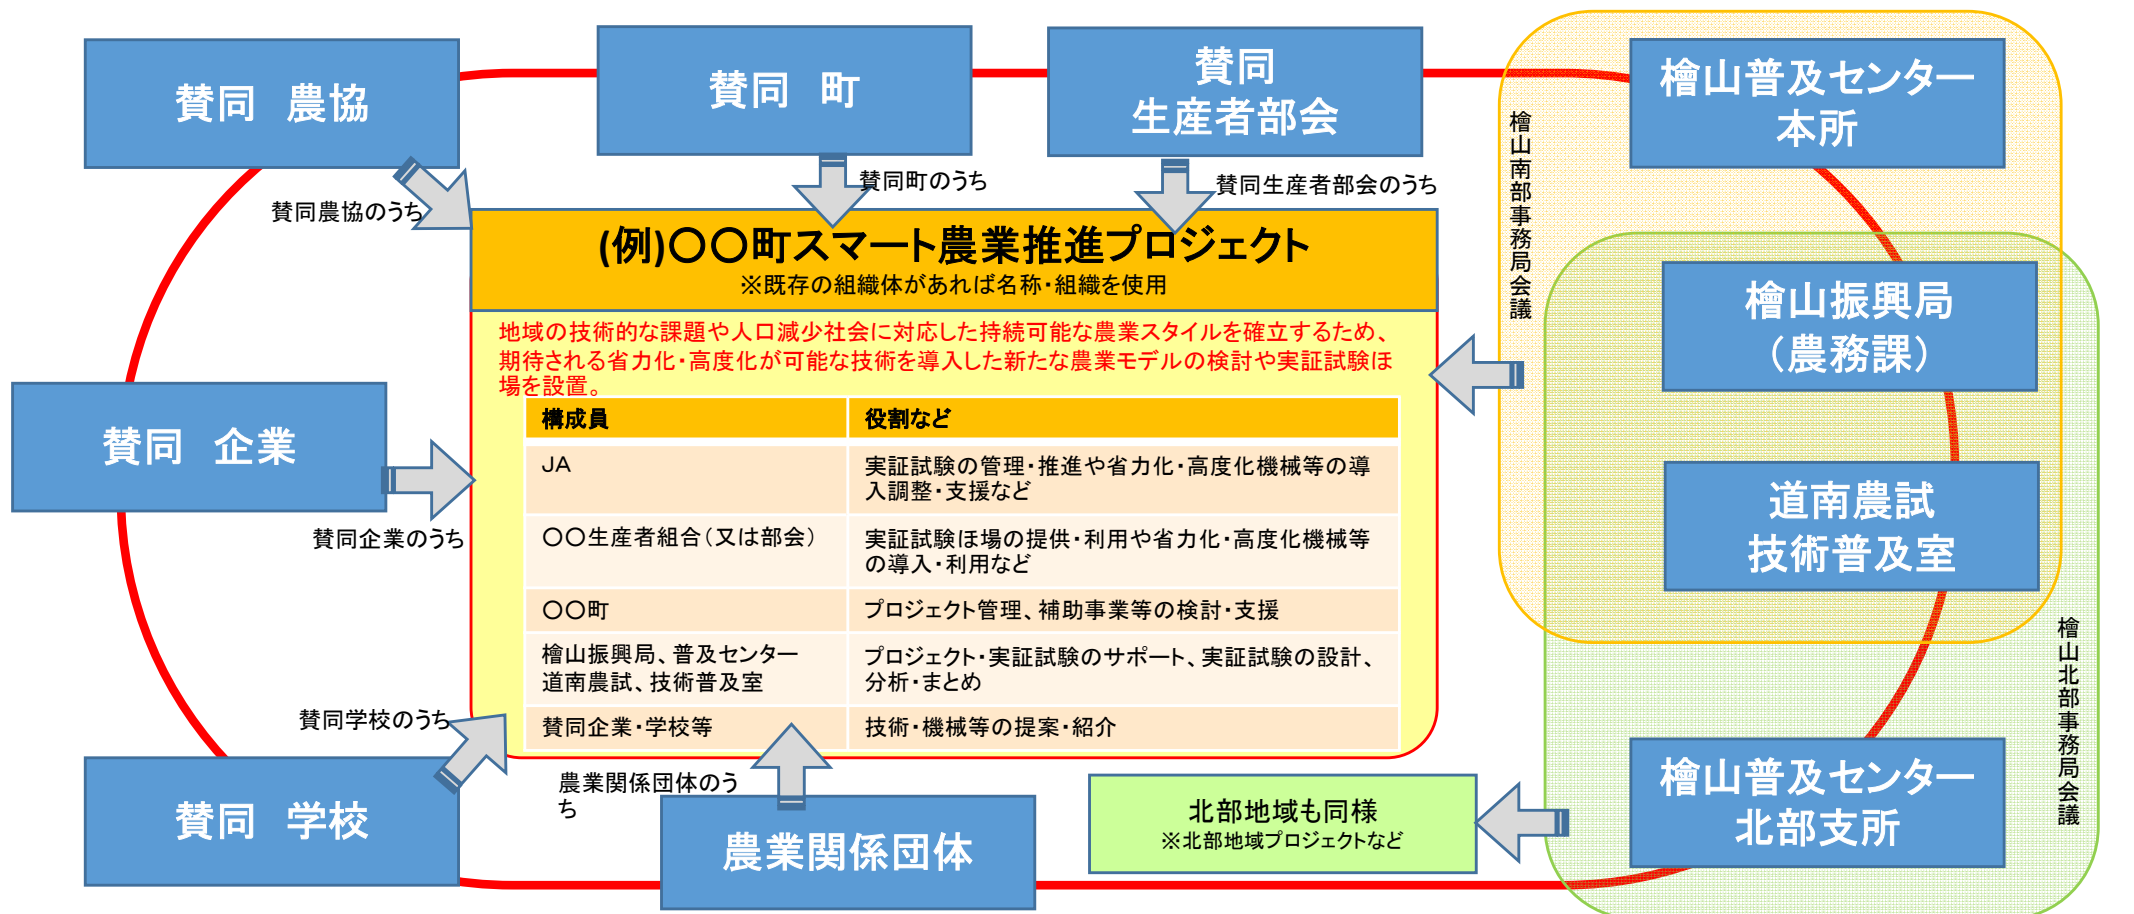 賛同　農協
賛同　町
賛同
生産者部会
檜山普及センター
本所
檜山南部事務局会議
賛同農協のうち
賛同町のうち
賛同生産者部会のうち
(例)〇〇町スマート農業推進プロジェクト
※既存の組織体があれば名称・組織を使用
地域の技術的な課題や人口減少社会に対応した持続可能な農業スタイルを確立するため、
期待される省力化・高度化が可能な技術を導入した新たな農業モデルの検討や実証試験ほ
場を設置。
構成員
役割など
JA
実証試験の管理・推進や省力化・高度化機械等の導
入調整・支援など
〇〇生産者組合（又は部会）
実証試験ほ場の提供・利用や省力化・高度化機械等
の導入・利用など
〇〇町
プロジェクト管理、補助事業等の検討・支援
檜山振興局、普及センター
道南農試、技術普及室
プロジェクト・実証試験のサポート、実証試験の設計、
分析・まとめ
賛同企業・学校等
技術・機械等の提案・紹介
檜山振興局
（農務課）
賛同　企業
賛同企業のうち
道南農試
技術普及室
檜山北部事務局会議
賛同学校のうち
賛同　学校
農業関係団体のう
ち
農業関係団体
北部地域も同様
※北部地域プロジェクトなど
檜山普及センター
北部支所